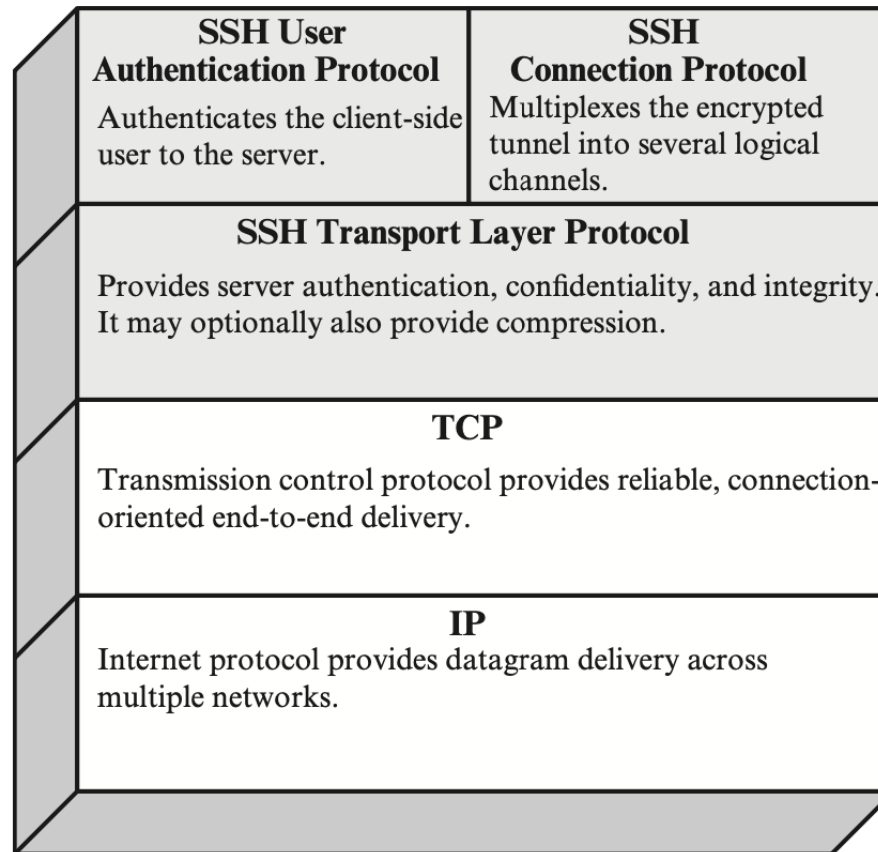 SSH User
Authentication Protocol
Authenticates the client-side
user to the server.
SSH
Connection Protocol
Multiplexes the encrypted
tunnel into several logical
channels.
SSH Transport Layer Protocol
Provides server authentication, confidentiality, and integrity.
It may optionally also provide compression.
TCP
Transmission control protocol provides reliable, connection-
oriented end-to-end delivery.
IP
Internet protocol provides datagram delivery across
multiple networks.